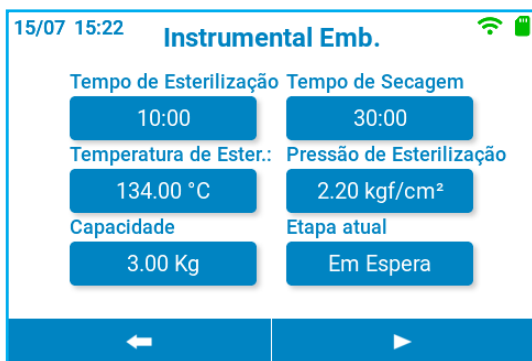 15/07 15:22
Instrumental Emb.
Tempo de Esterilização Tempo de Secagem
10:00 30:00
Temperatura de Ester.: Pressão de Esterilização
134.00 °C 2.20 kgf/cm²
Capacidade Etapa atual
3.00 Kg Em Espera